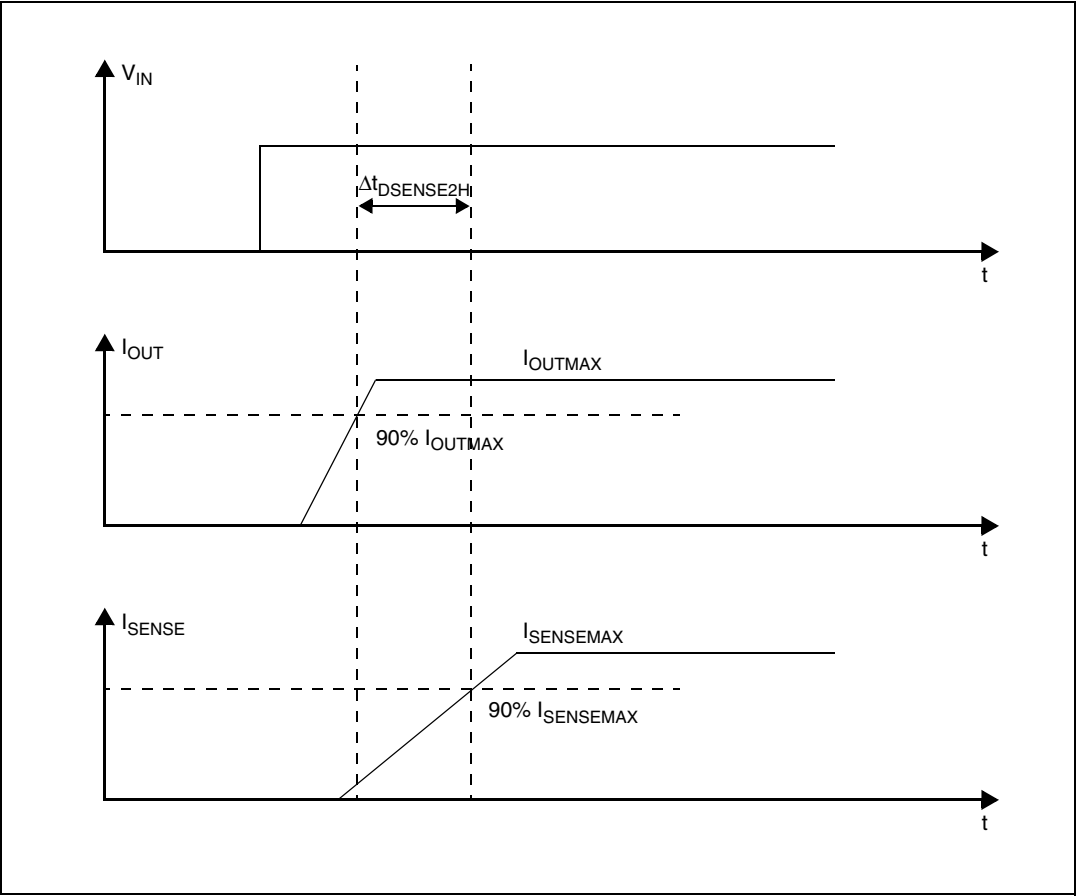 VIN
ΔtDSENSE2H
t
IOUT
IOUTMAX
90% IOUTMAX
t
ISENSE
ISENSEMAX
90% ISENSEMAX
t